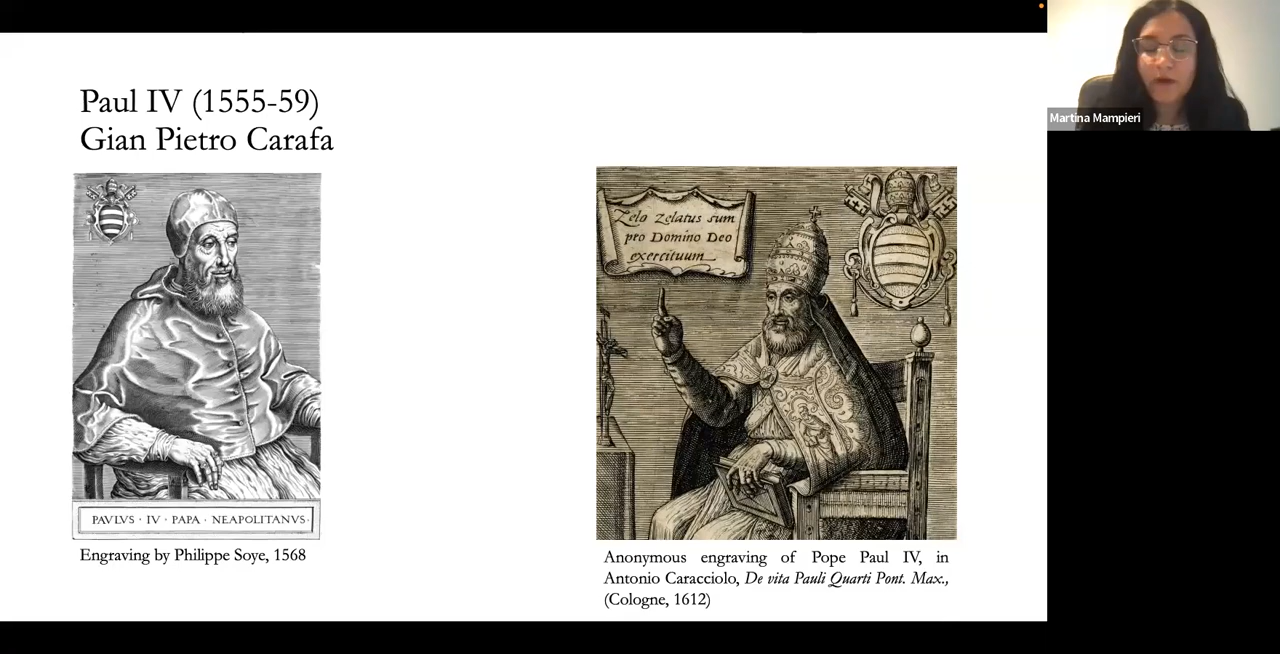 Paul IV (1555-59)
Gian Pietro Carafa
PAVLVS · IV · PAPA · NEAPOLITANVS ·
Engraving by Philippe Soye, 1568
Zelo zelatus sum
pro Domino Deo
exercituum
Anonymous engraving of Pope Paul IV, in
Antonio Caracciolo, De vita Pauli Quarti Pont. Max.,
(Cologne, 1612)
Martina Mampieri